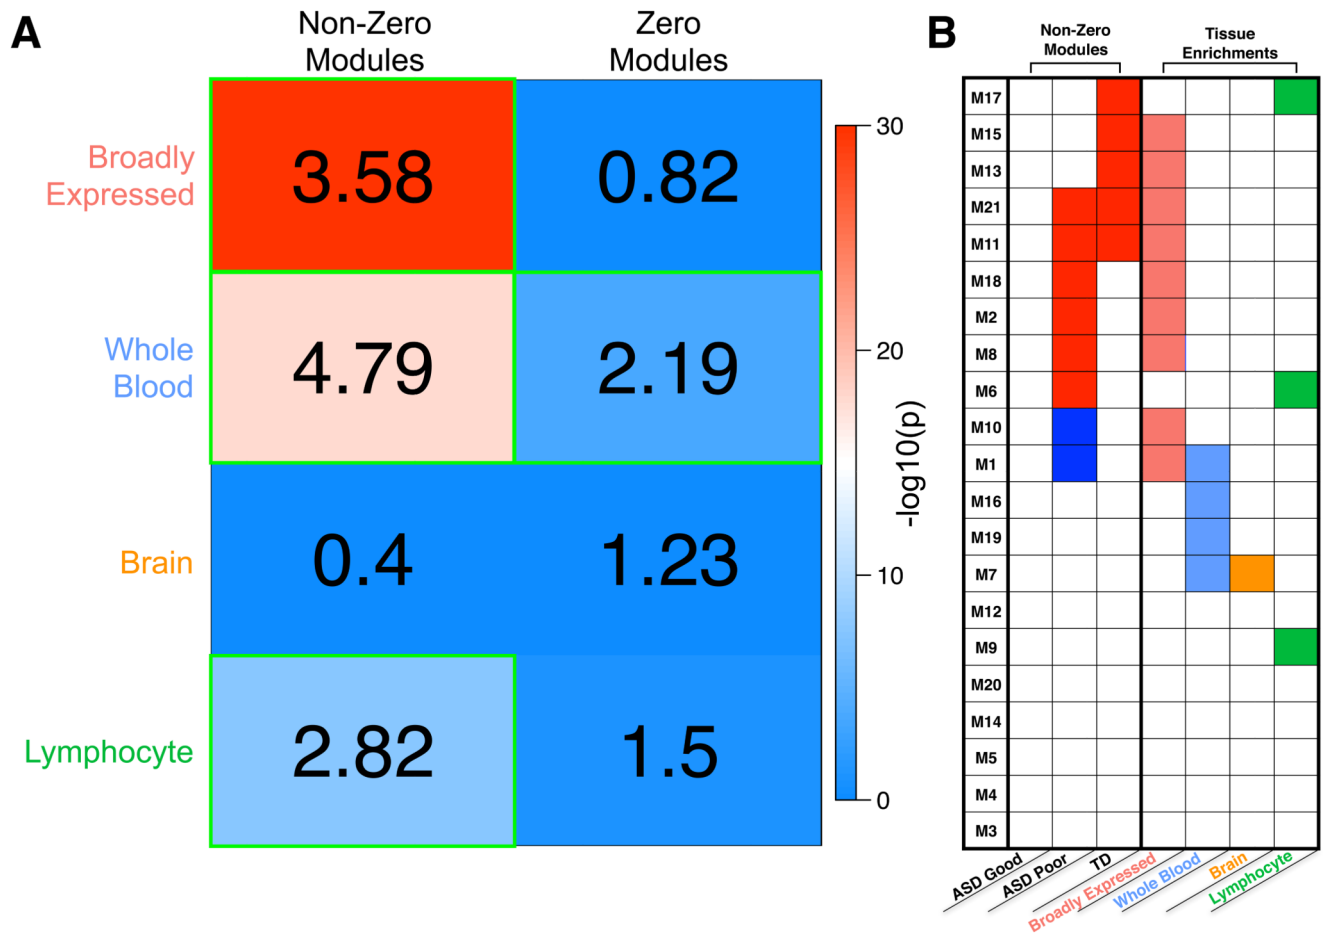 A
Non-Zero
Modules
Zero
Modules
Broadly
Expressed
3.58
0.82
Whole
Blood
4.79
2.19
Brain
0.4
1.23
Lymphocyte
2.82
1.5
30
20
10
0
-log10(p)
B
Non-Zero
Modules
Tissue
Enrichments
M17
M15
M13
M21
M11
M18
M2
M8
M6
M10
M1
M16
M19
M7
M12
M9
M20
M14
M5
M4
M3
ASD Good
ASD Poor
TD
Broadly Expressed
Whole Blood
Brain
Lymphocyte